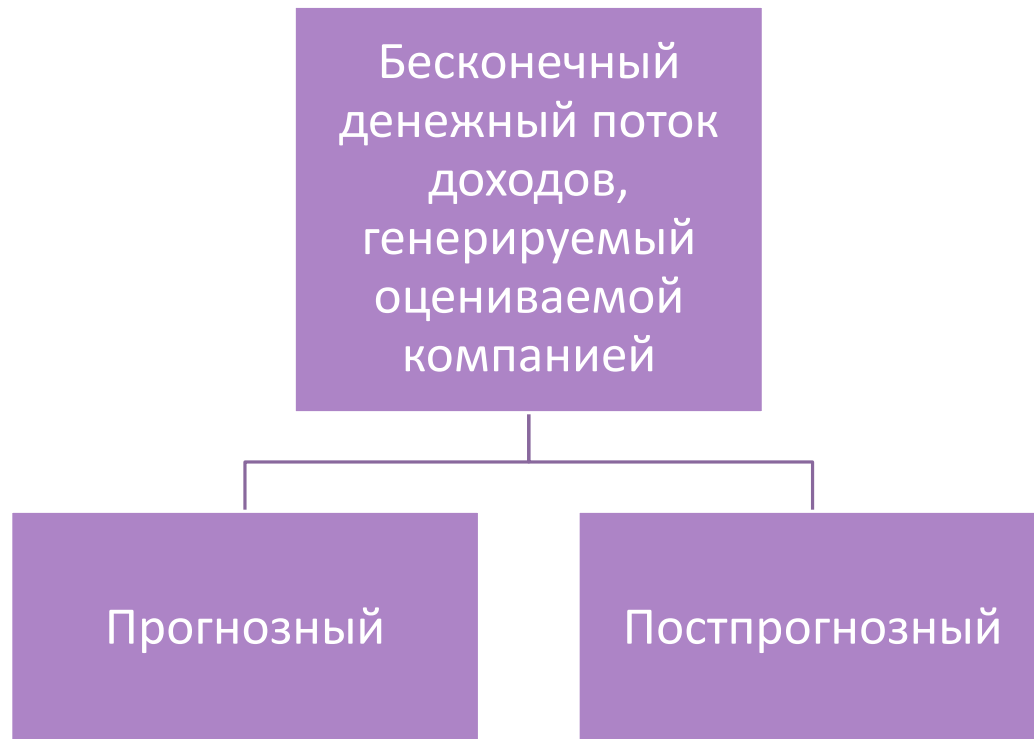 Бесконечный
денежный поток
доходов,
генерируемый
оцениваемой
компанией
Прогнозный
Постпрогнозный